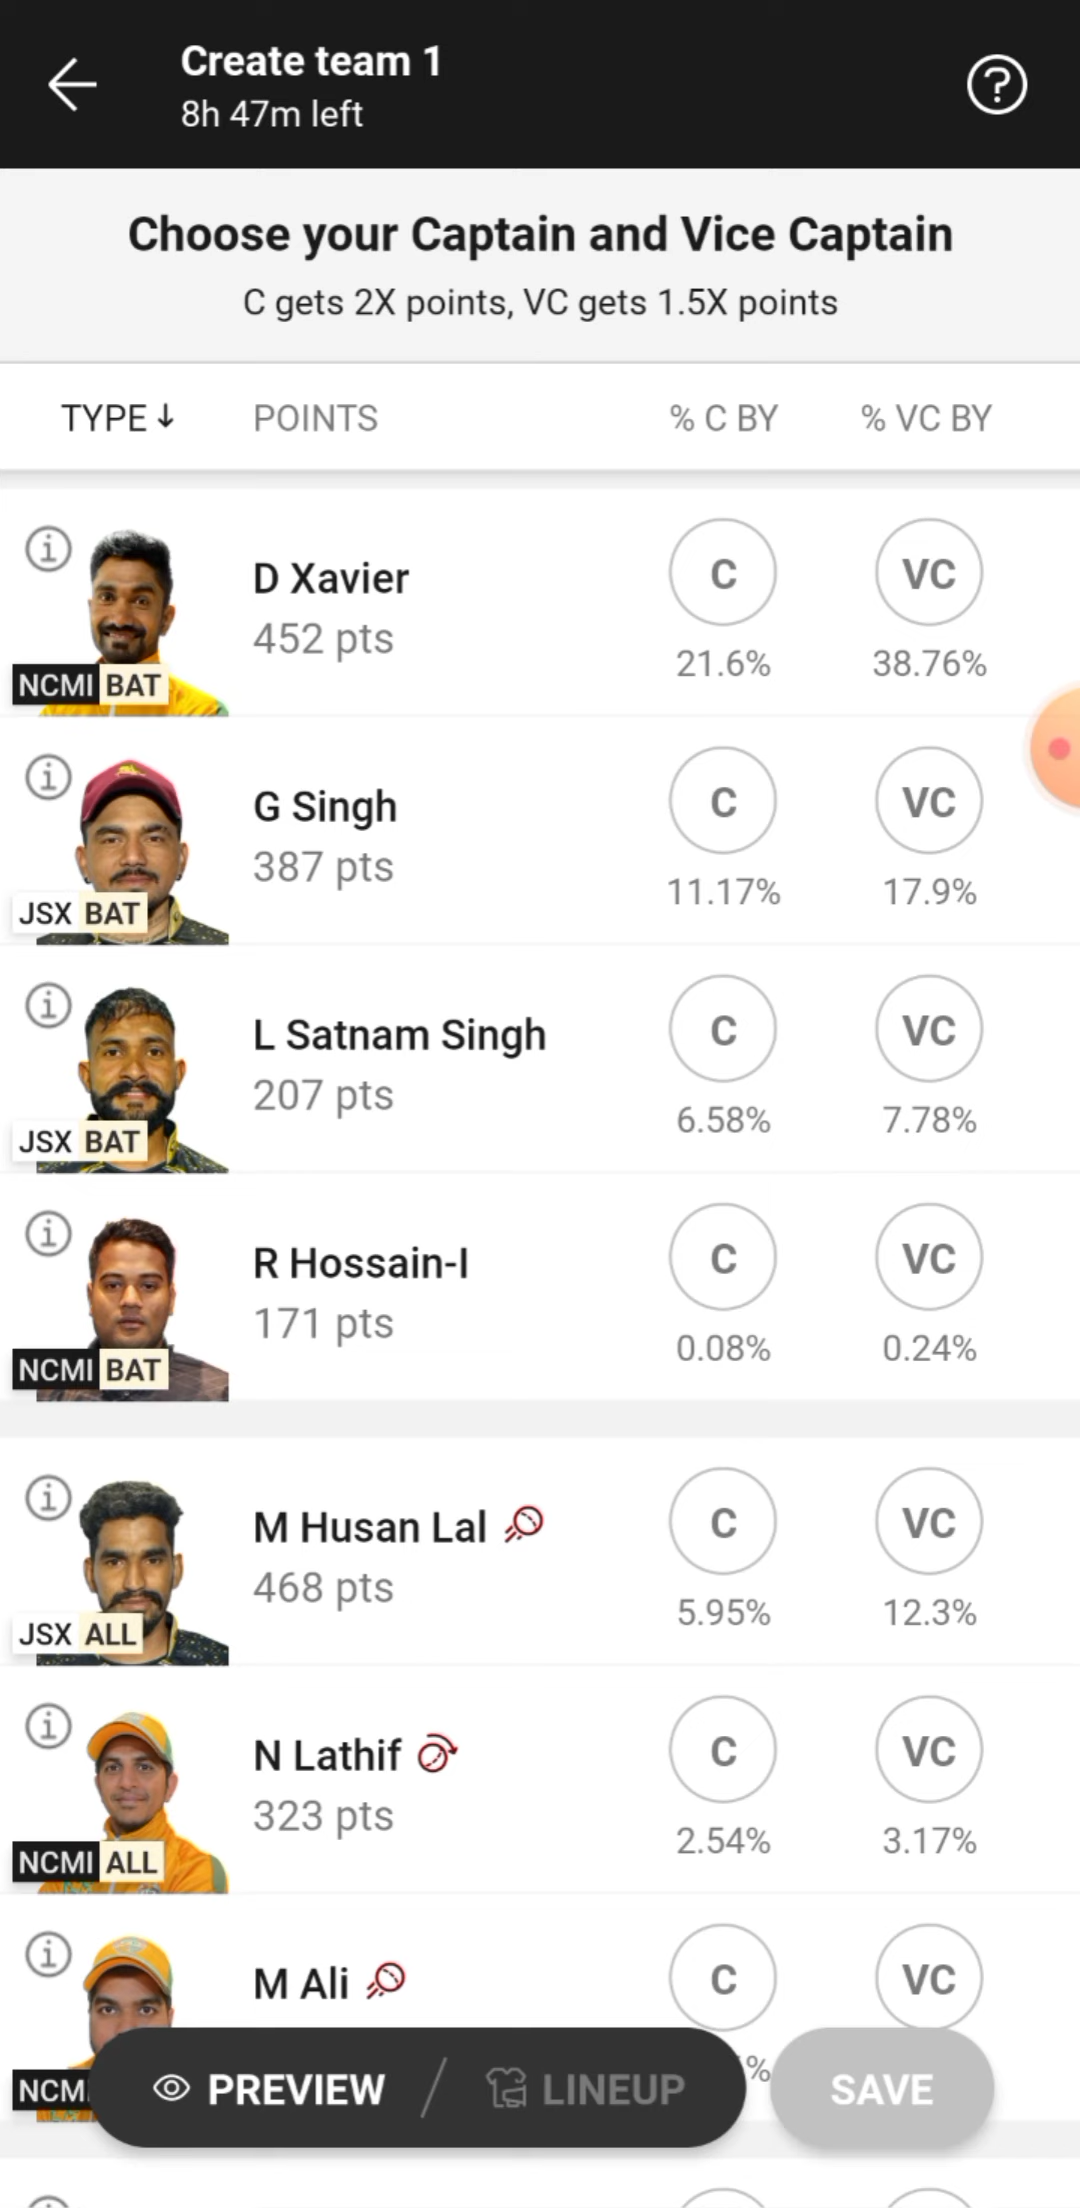 Create team 1
8h 47m left
Choose your Captain and Vice Captain
C gets 2X points, VC gets 1.5X points
TYPE↓ POINTS % C BY % VC BY
D Xavier
452 pts
NCMI BAT
C VC
21.6% 38.76%
G Singh
387 pts
JSX BAT
C VC
11.17% 17.9%
L Satnam Singh
207 pts
JSX BAT
C VC
6.58% 7.78%
R Hossain-I
171 pts
NCMI BAT
C VC
0.08% 0.24%
M Husan Lal
468 pts
JSX ALL
C VC
5.95% 12.3%
N Lathif
323 pts
NCMI ALL
C VC
2.54% 3.17%
M Ali
C VC
PREVIEW / LINEUP SAVE